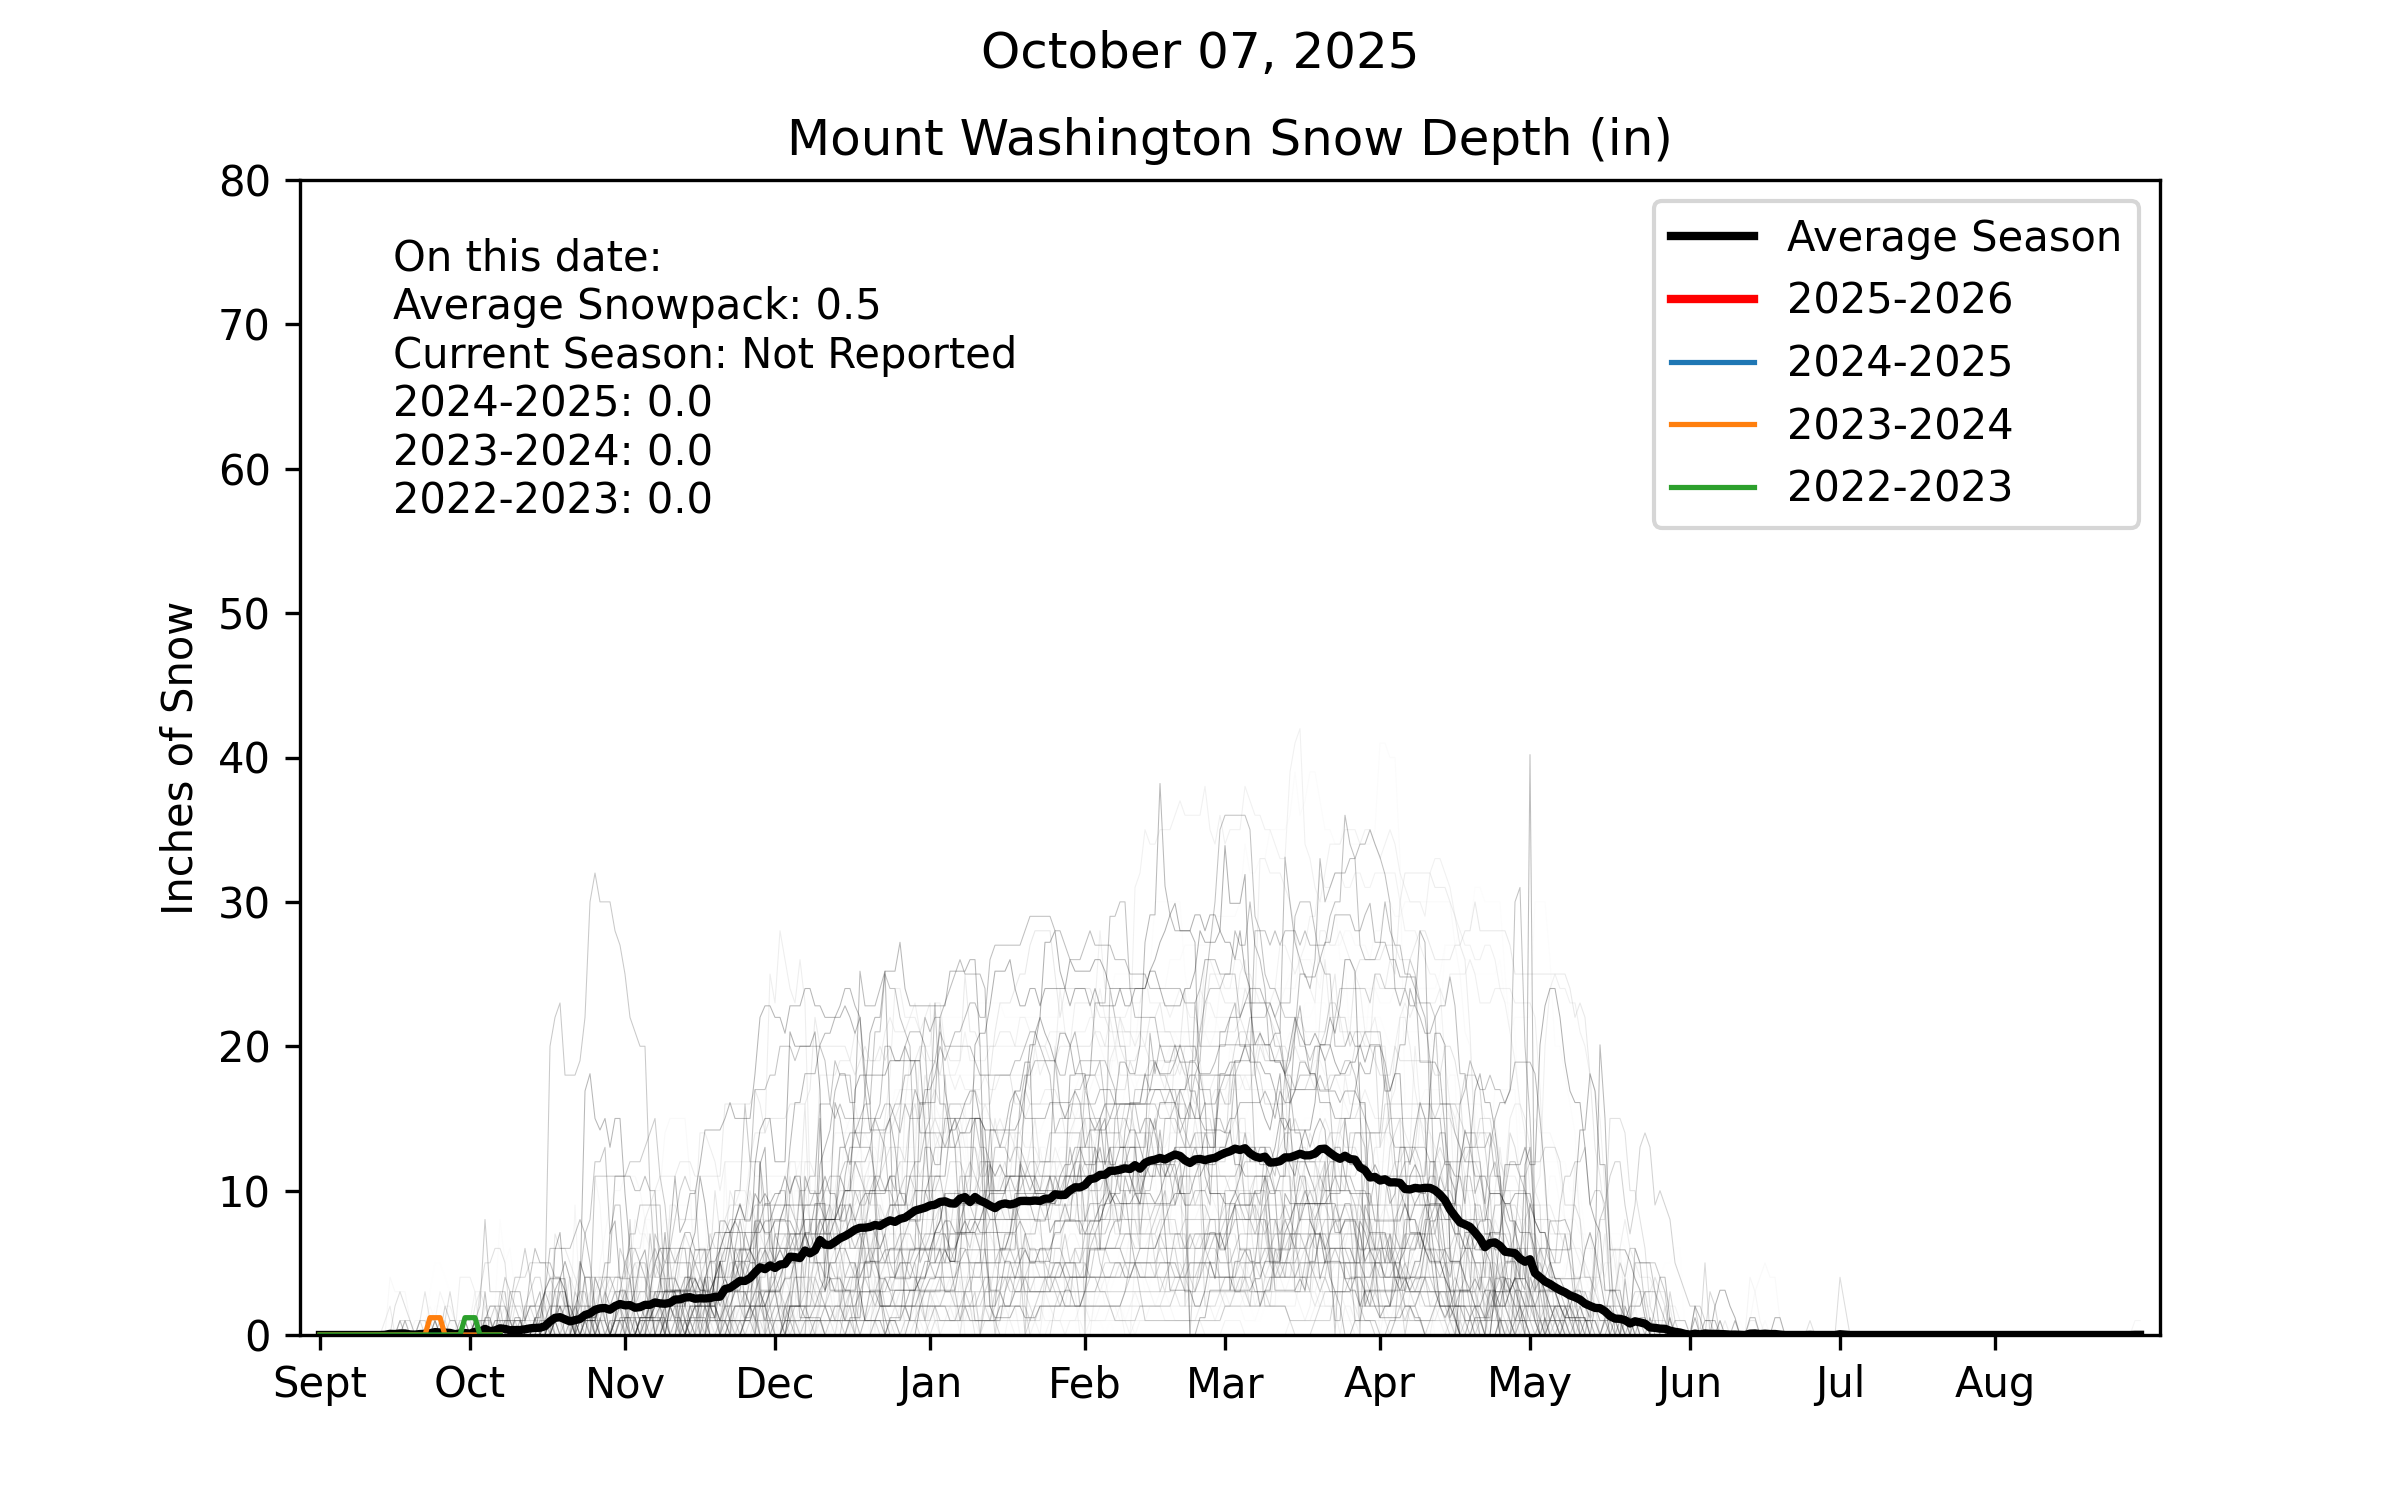 October 07, 2025
Mount Washington Snow Depth (in)
On this date:
Average Snowpack: 0.5
Current Season: Not Reported
2024-2025: 0.0
2023-2024: 0.0
2022-2023: 0.0
Average Season
2025-2026
2024-2025
2023-2024
2022-2023
Inches of Snow
80
70
60
50
40
30
20
10
0
Sept Oct Nov Dec Jan Feb Mar Apr May Jun Jul Aug